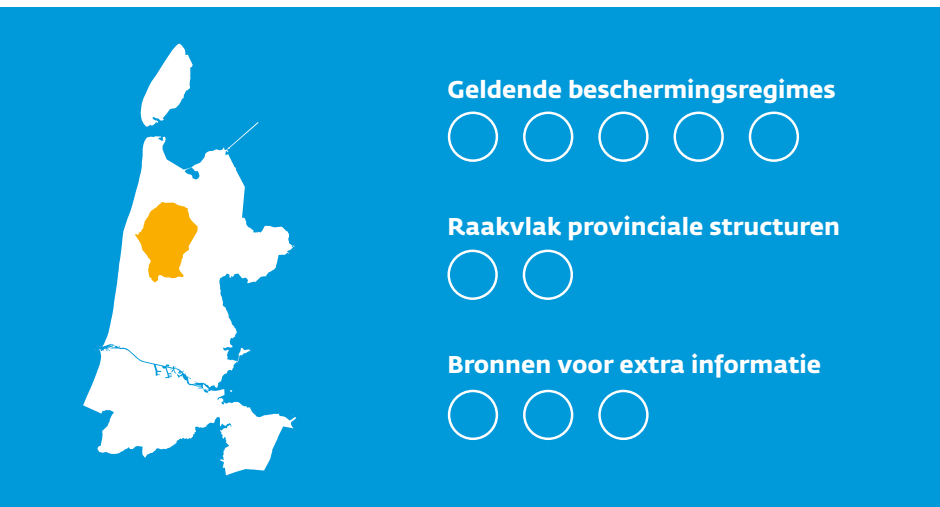 Geldende beschermingsregimes
Raakvlak provinciale structuren
Bronnen voor extra informatie